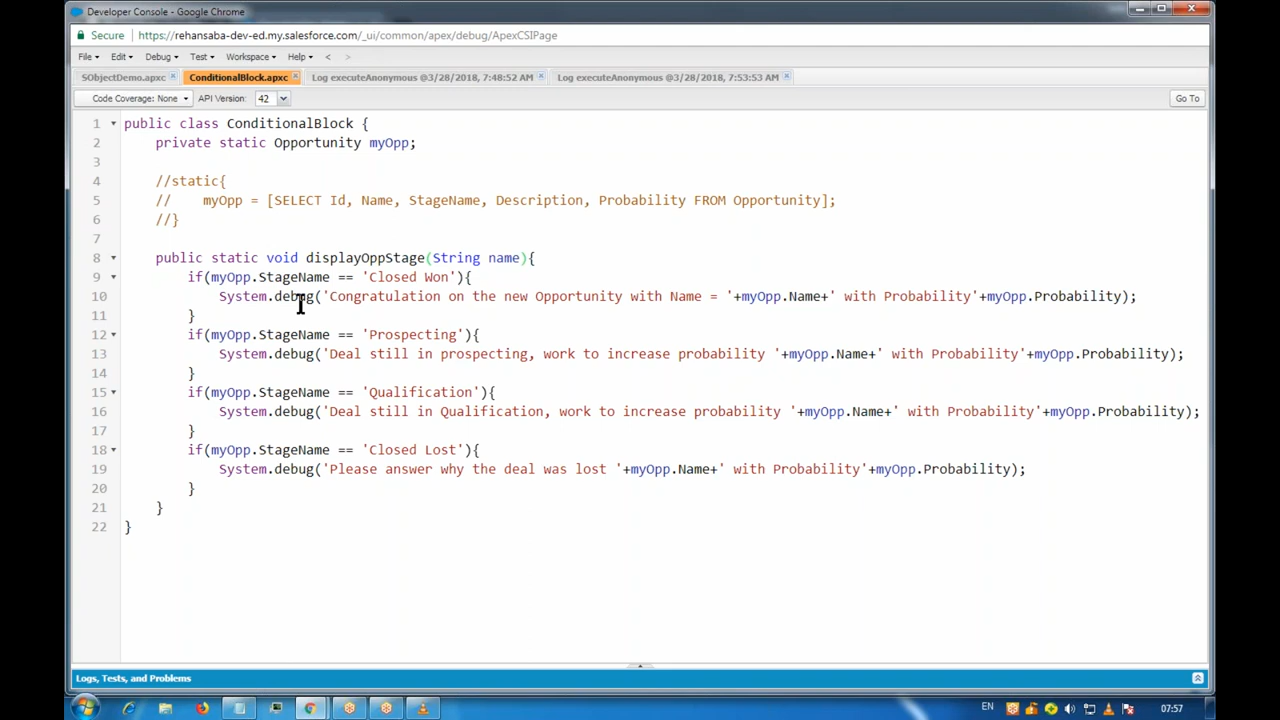 Developer Console - Google Chrome
Secure https://rehansaba-dev-ed.my.salesforce.com/_ui/common/apex/debug/ApexCSIPage
File Edit Debug Test Workspace Help < >
SObjectDemo.apxc ConditionalBlock.apxc Log executeAnonymous @3/28/2018, 7:48:52 AM Log executeAnonymous @3/28/2018, 7:53:53 AM
Code Coverage: None API Version: 42 Go To
1 public class ConditionalBlock {
2 private static Opportunity myOpp;
3
4 //static{
5 // myOpp = [SELECT Id, Name, StageName, Description, Probability FROM Opportunity];
6 //}
7
8 public static void displayOppStage(String name){
9 if(myOpp.StageName == 'Closed Won'){
10 System.debug('Congratulation on the new Opportunity with Name = '+myOpp.Name+' with Probability'+myOpp.Probability);
11 }
12 if(myOpp.StageName == 'Prospecting'){
13 System.debug('Deal still in prospecting, work to increase probability '+myOpp.Name+' with Probability'+myOpp.Probability);
14 }
15 if(myOpp.StageName == 'Qualification'){
16 System.debug('Deal still in Qualification, work to increase probability '+myOpp.Name+' with Probability'+myOpp.Probability);
17 }
18 if(myOpp.StageName == 'Closed Lost'){
19 System.debug('Please answer why the deal was lost '+myOpp.Name+' with Probability'+myOpp.Probability);
20 }
21 }
22 }
Logs, Tests, and Problems
EN 07:57